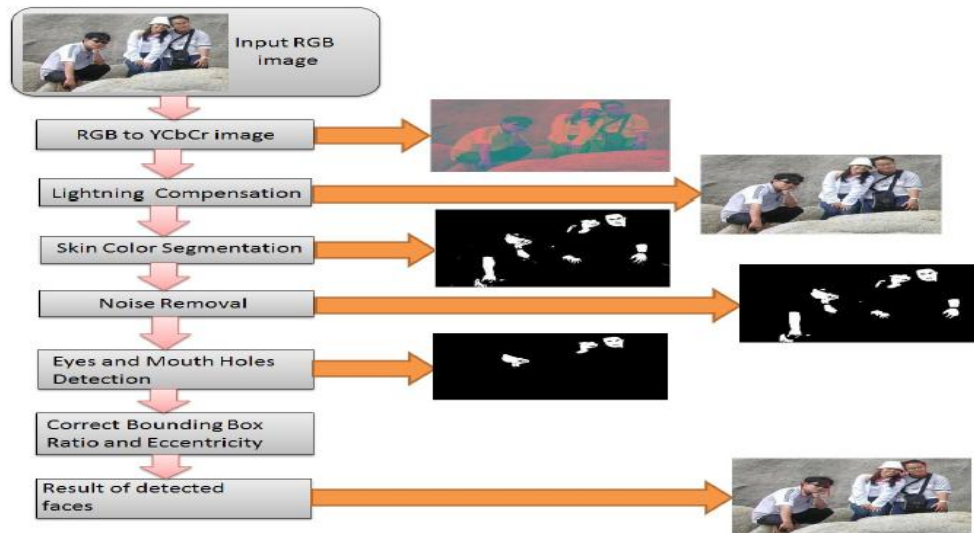 Input RGB
image
RGB to YCbCr image
Lightning Compensation
Skin Color Segmentation
Noise Removal
Eyes and Mouth Holes
Detection
Correct Bounding Box
Ratio and Eccentricity
Result of detected
faces